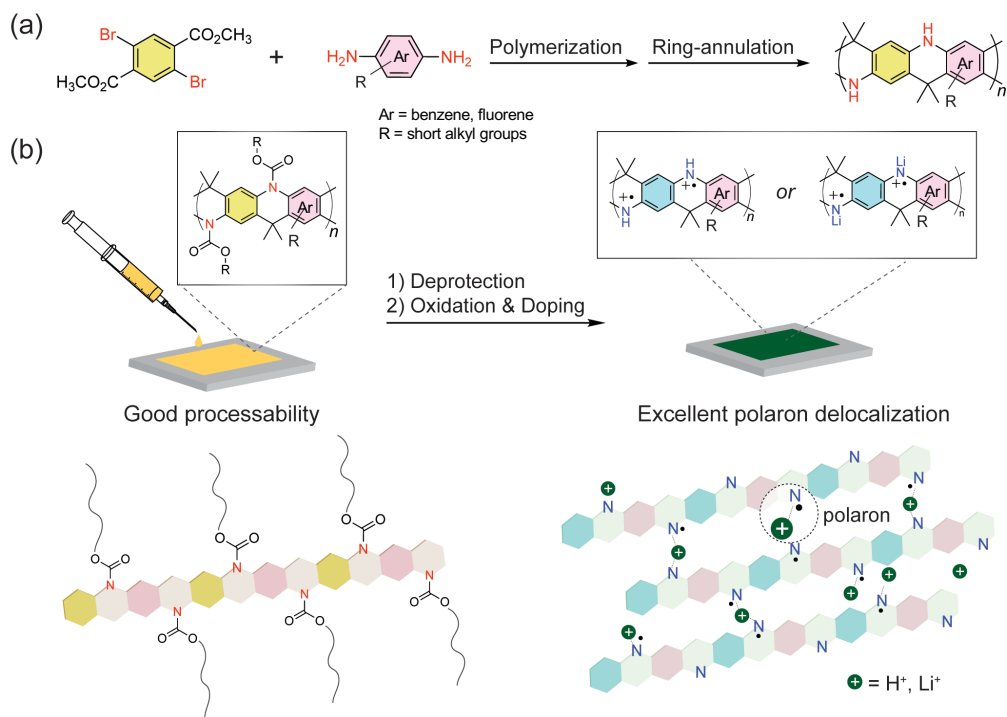 (a)
Br
CO₂CH₃
CH₃O₂C
Br
+
H₂N
Ar
NH₂
R
Ar = benzene, fluorene
R = short alkyl groups
Polymerization
Ring-annulation
H
N
Ar
N
H
R
n
(b)
R
O
O
N
Ar
N
R
n
O
O
R
H
N
+•
+•
Ar
N
H
R
n
or
Li
N
+•
+•
Ar
N
Li
R
n
1) Deprotection
2) Oxidation & Doping
Good processability
Excellent polaron delocalization
O
O
O
O
O
O
N
N
N
N
N
N
O
O
O
O
O
O
N
N
N
N
+
N
N
N
+
+
polaron
+
N
N
N
N
+
+
N
+
N
N
+
+
N
N
N
N
+ = H⁺, Li⁺